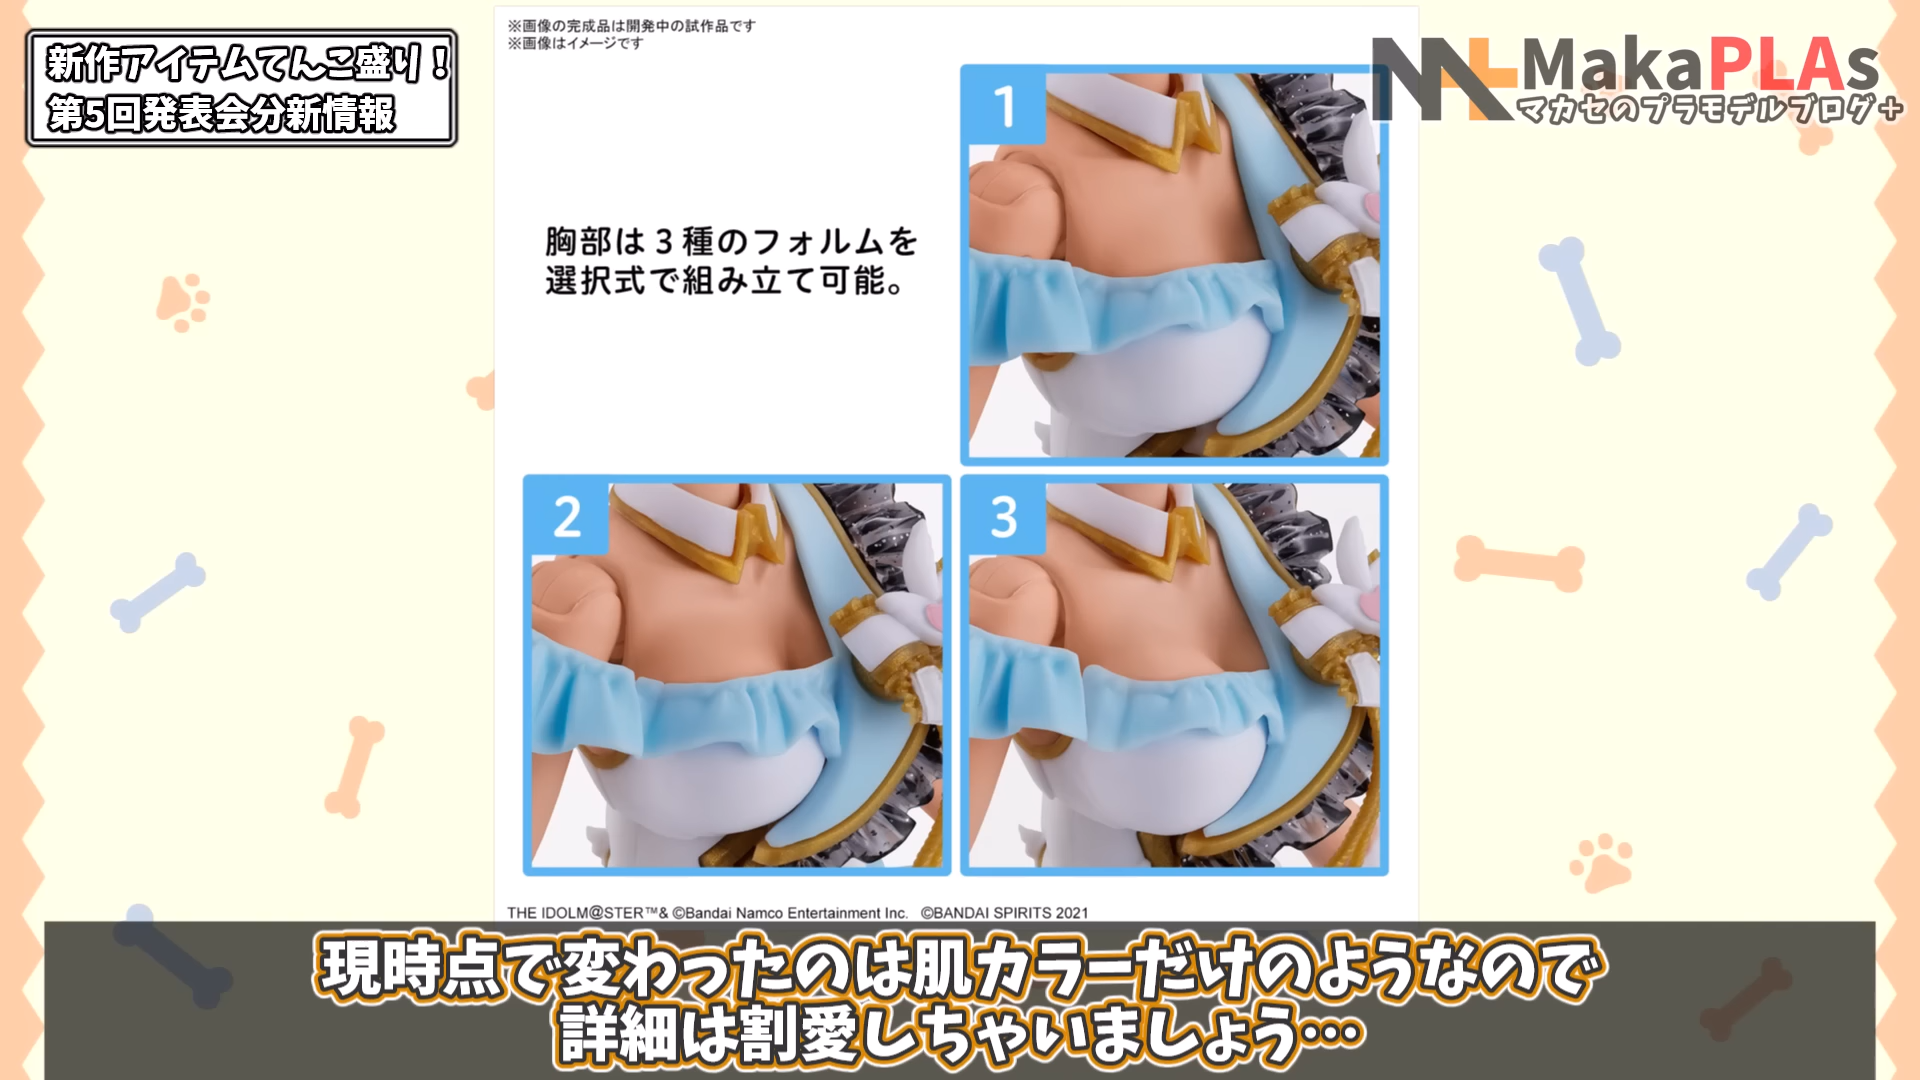 新作アイテムてんこ盛り！
第5回発表会分新情報
※画像の完成品は開発中の試作品です
※画像はイメージです
MakaPLAs
マカセのプラモデルブログ＋
胸部は３種のフォルムを
選択式で組み立て可能。
1
2
3
THE IDOLM@STER™& ©Bandai Namco Entertainment Inc. ©BANDAI SPIRITS 2021
現時点で変わったのは肌カラーだけのようなので
詳細は割愛しちゃいましょう…